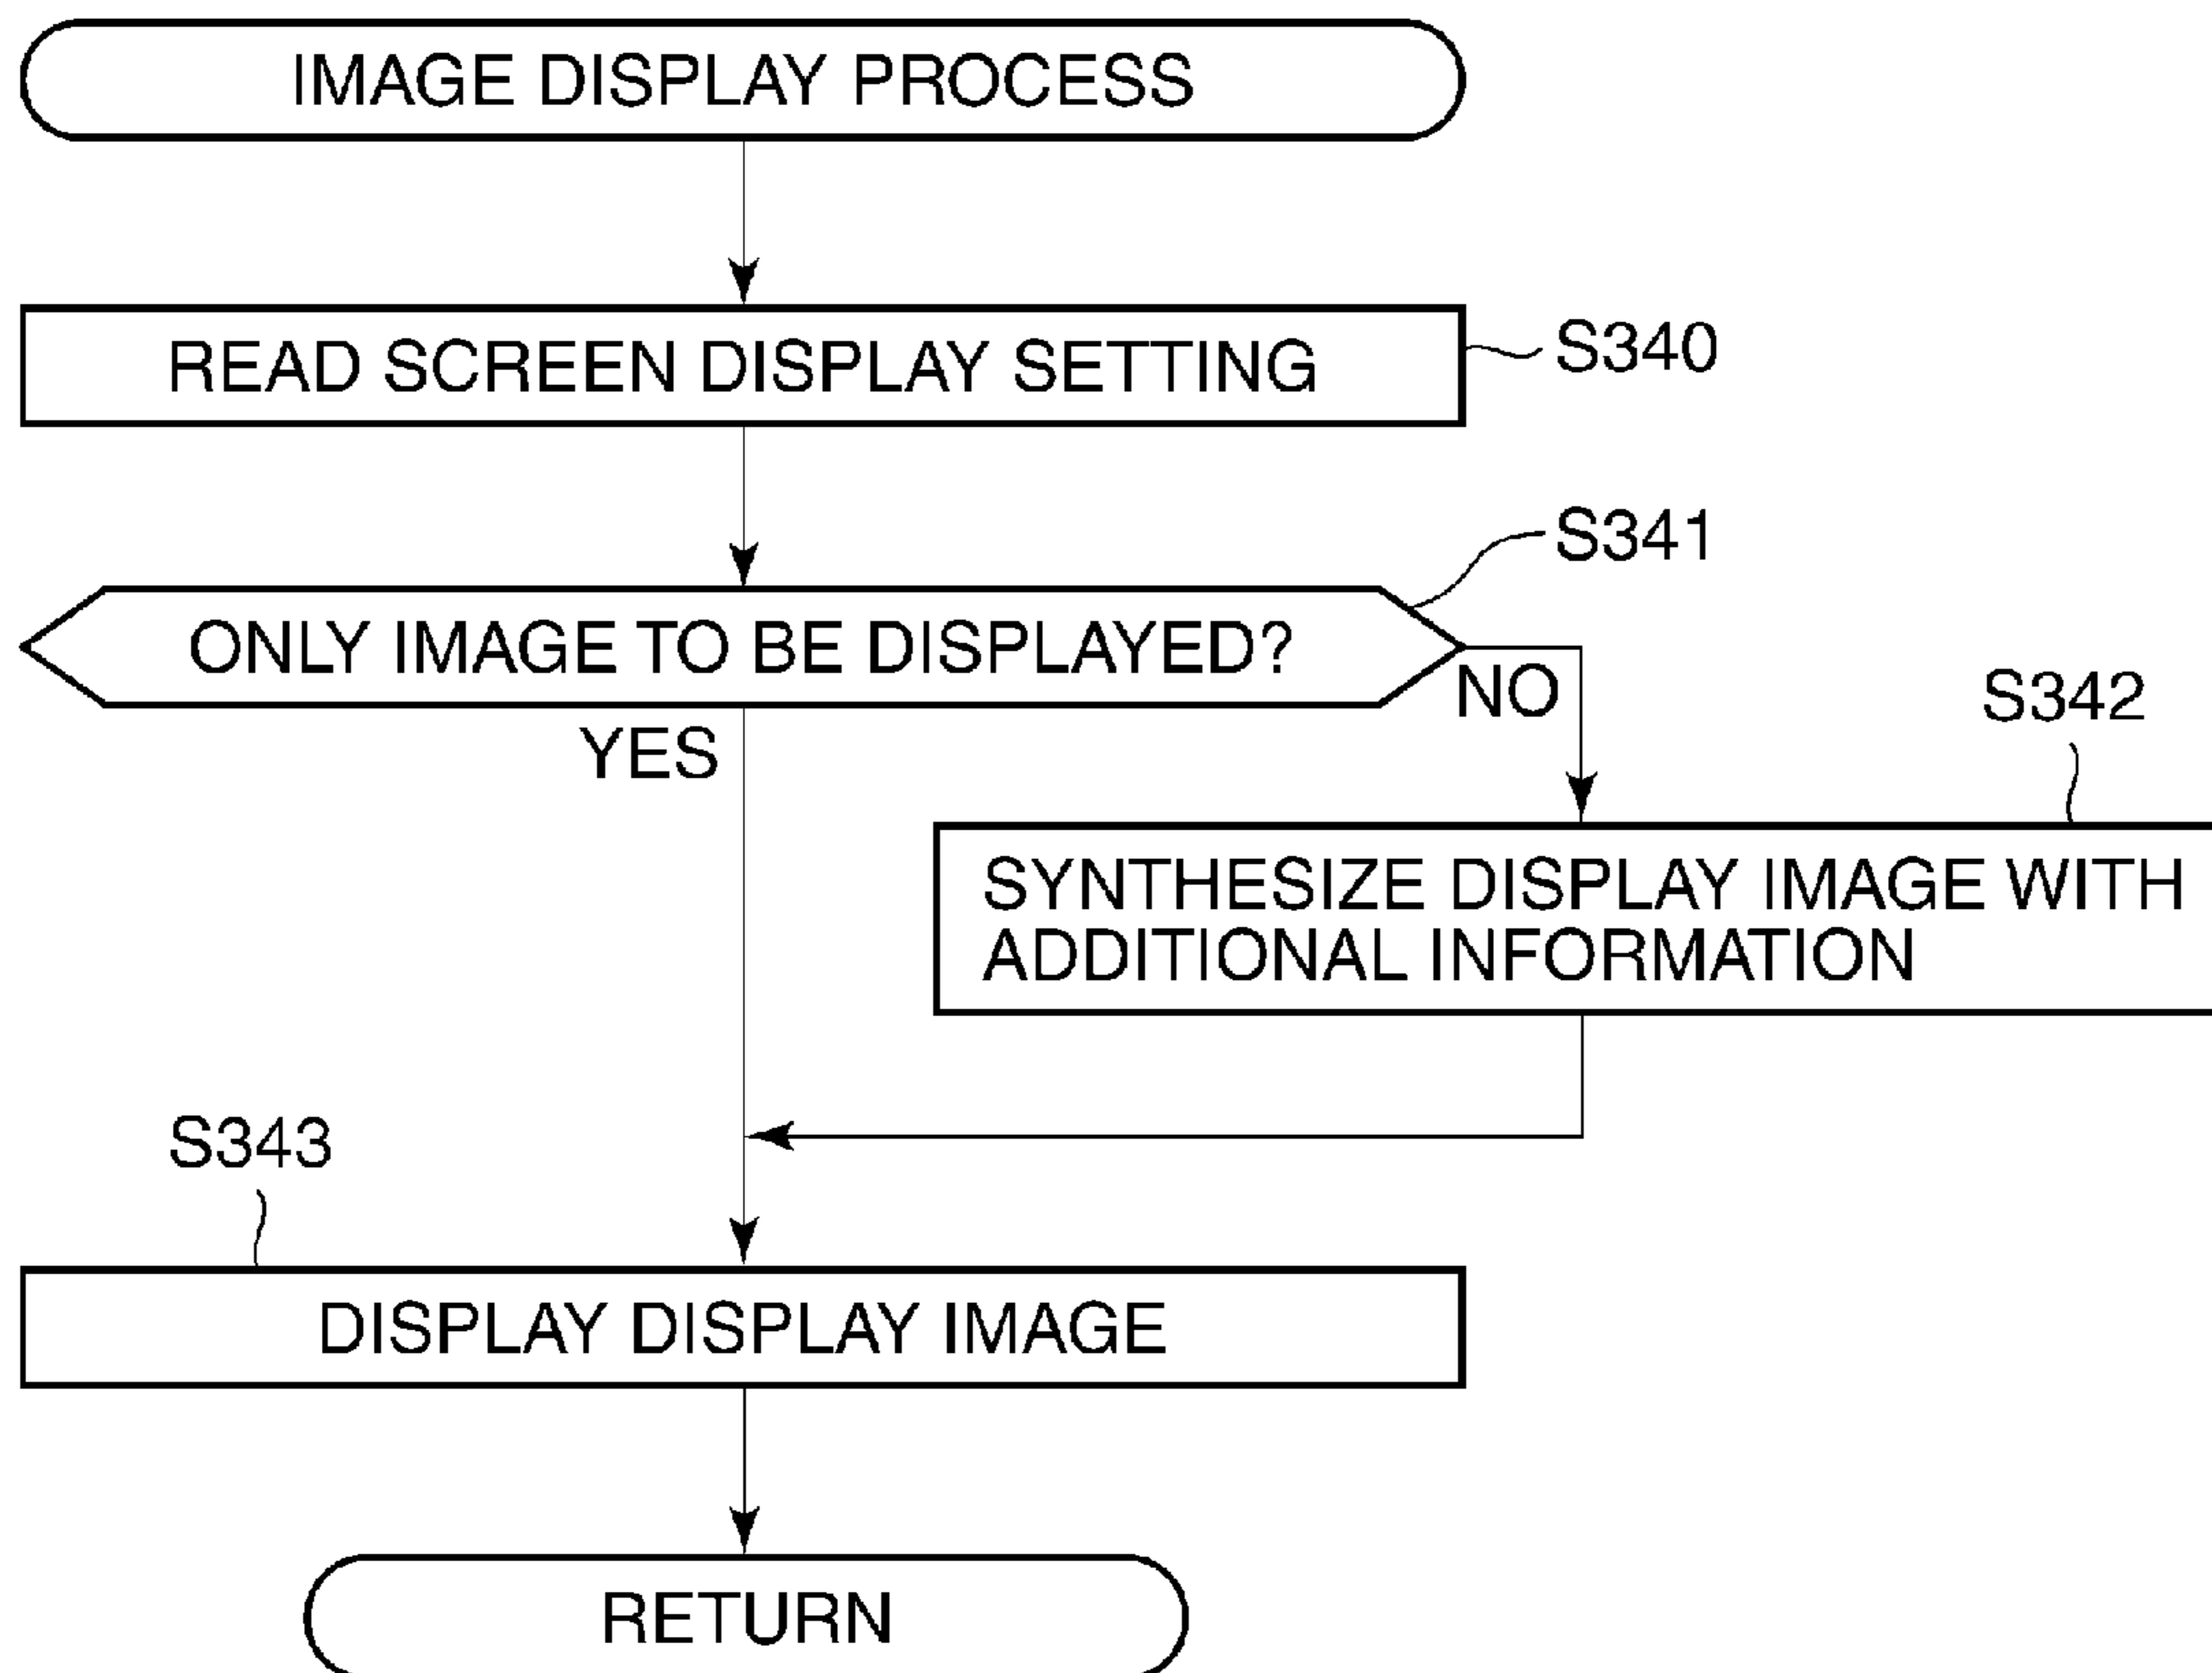 IMAGE DISPLAY PROCESS
READ SCREEN DISPLAY SETTING
S340
S341
ONLY IMAGE TO BE DISPLAYED?
NO
YES
S342
SYNTHESIZE DISPLAY IMAGE WITH
ADDITIONAL INFORMATION
S343
DISPLAY DISPLAY IMAGE
RETURN